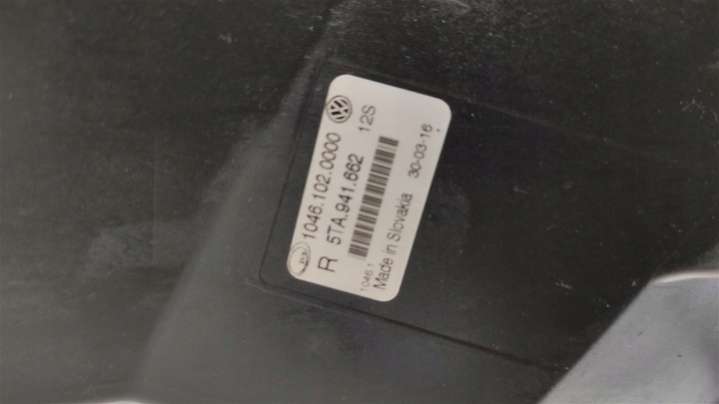 1046.102.0000
R 5TA.941.662 12S
1046.1
Made in Slovakia 30-03-16